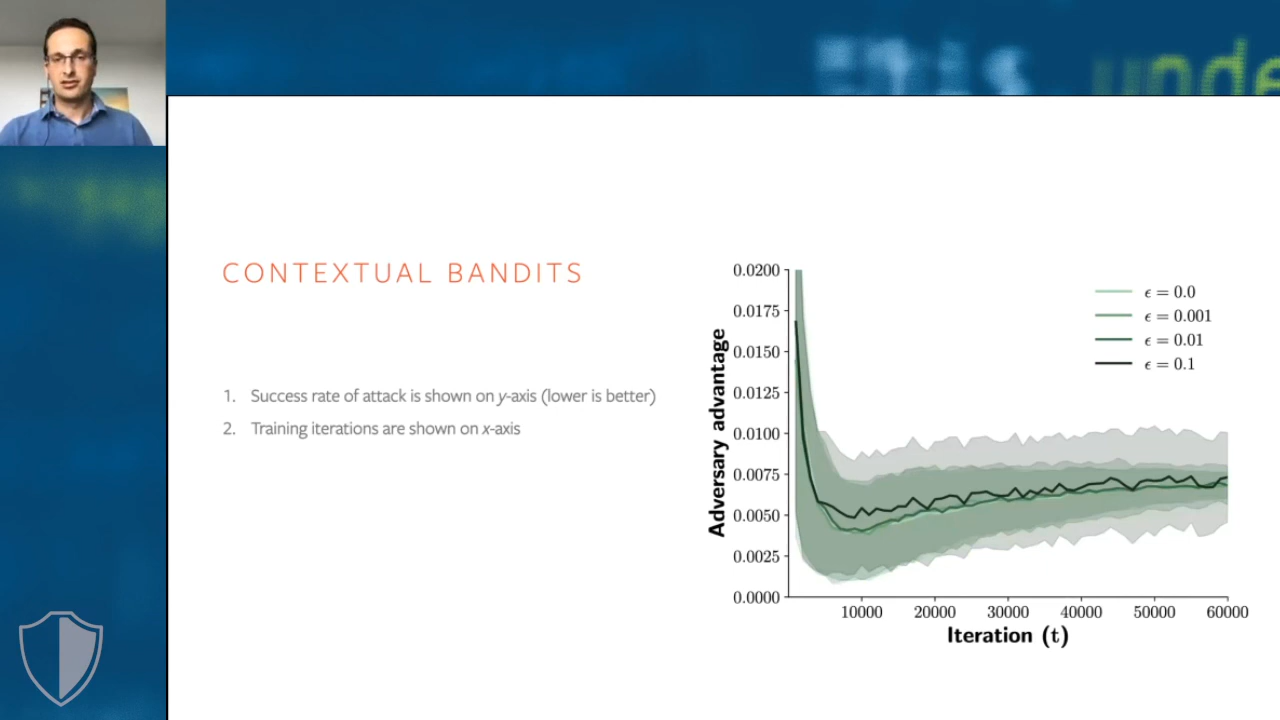 unde
CONTEXTUAL BANDITS
1. Success rate of attack is shown on y-axis (lower is better)
2. Training iterations are shown on x-axis
Adversary advantage
0.0200
0.0175
0.0150
0.0125
0.0100
0.0075
0.0050
0.0025
0.0000
ϵ = 0.0
ϵ = 0.001
ϵ = 0.01
ϵ = 0.1
10000 20000 30000 40000 50000 60000
Iteration (t)